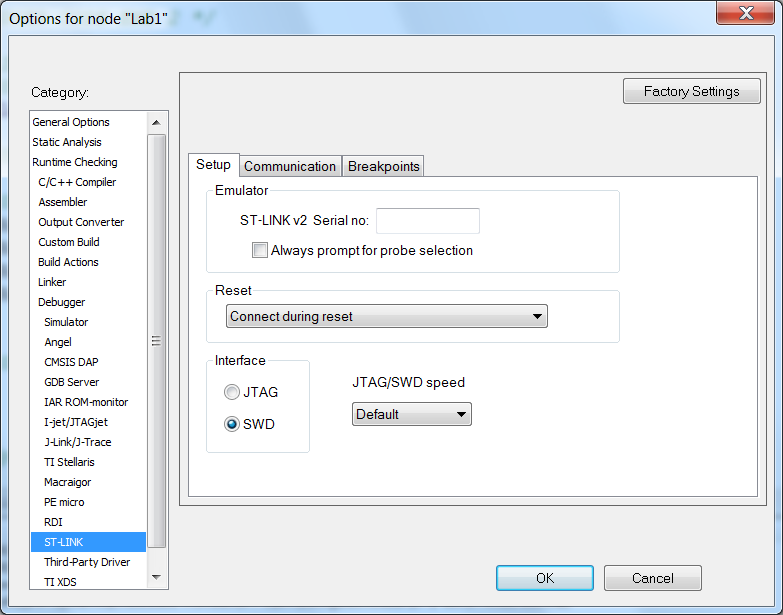 Options for node "Lab1"
Category:
General Options
Static Analysis
Runtime Checking
C/C++ Compiler
Assembler
Output Converter
Custom Build
Build Actions
Linker
Debugger
Simulator
Angel
CMSIS DAP
GDB Server
IAR ROM-monitor
I-jet/JTAGjet
J-Link/J-Trace
TI Stellaris
Macraigor
PE micro
RDI
ST-LINK
Third-Party Driver
TI XDS
Factory Settings
Setup Communication Breakpoints
Emulator
ST-LINK v2 Serial no:
Always prompt for probe selection
Reset
Connect during reset
Interface
JTAG
SWD
JTAG/SWD speed
Default
OK Cancel